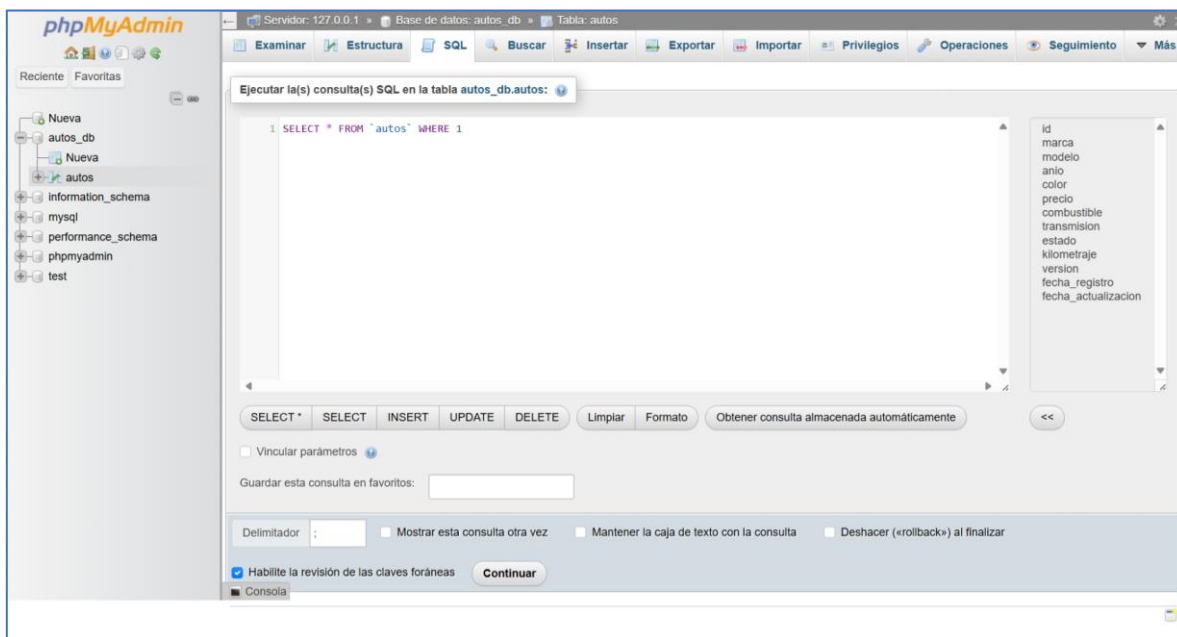 phpMyAdmin
Reciente Favoritas
Nueva
autos_db
Nueva
autos
information_schema
mysql
performance_schema
phpmyadmin
test
Servidor: 127.0.0.1 » Base de datos: autos_db » Tabla: autos
Examinar Estructura SQL Buscar Insertar Exportar Importar Privilegios Operaciones Seguimiento Más
Ejecutar la(s) consulta(s) SQL en la tabla autos_db.autos:
1 SELECT * FROM `autos` WHERE 1
id
marca
modelo
anio
color
precio
combustible
transmision
estado
kilometraje
version
fecha_registro
fecha_actualizacion
SELECT * SELECT INSERT UPDATE DELETE Limpiar Formato Obtener consulta almacenada automáticamente <<
Vincular parámetros
Guardar esta consulta en favoritos:
Delimitador ; Mostrar esta consulta otra vez Mantener la caja de texto con la consulta Deshacer («rollback») al finalizar
Habilite la revisión de las claves foráneas Continuar
Consola